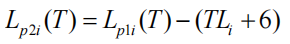 L_{p2i}(T) = L_{p1i}(T) − (TL_i + 6)